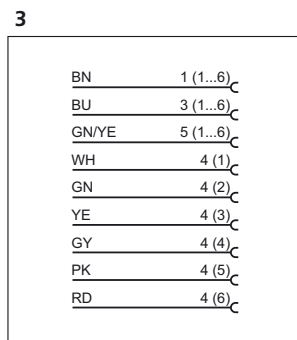 3
BN 1 (1...6)
BU 3 (1...6)
GN/YE 5 (1...6)
WH 4 (1)
GN 4 (2)
YE 4 (3)
GY 4 (4)
PK 4 (5)
RD 4 (6)